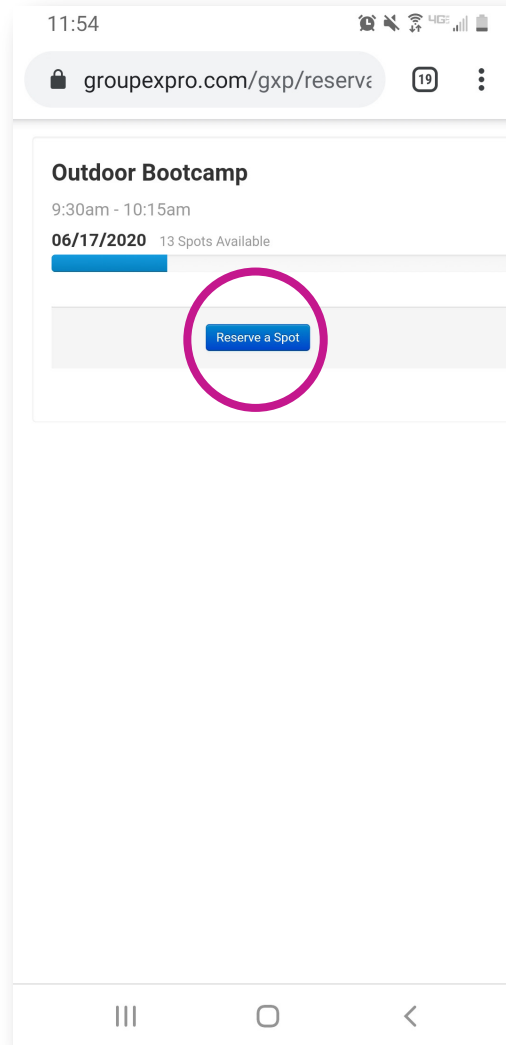 11:54 4G
groupexpro.com/gxp/reserva 19
Outdoor Bootcamp
9:30am - 10:15am
06/17/2020 13 Spots Available
Reserve a Spot